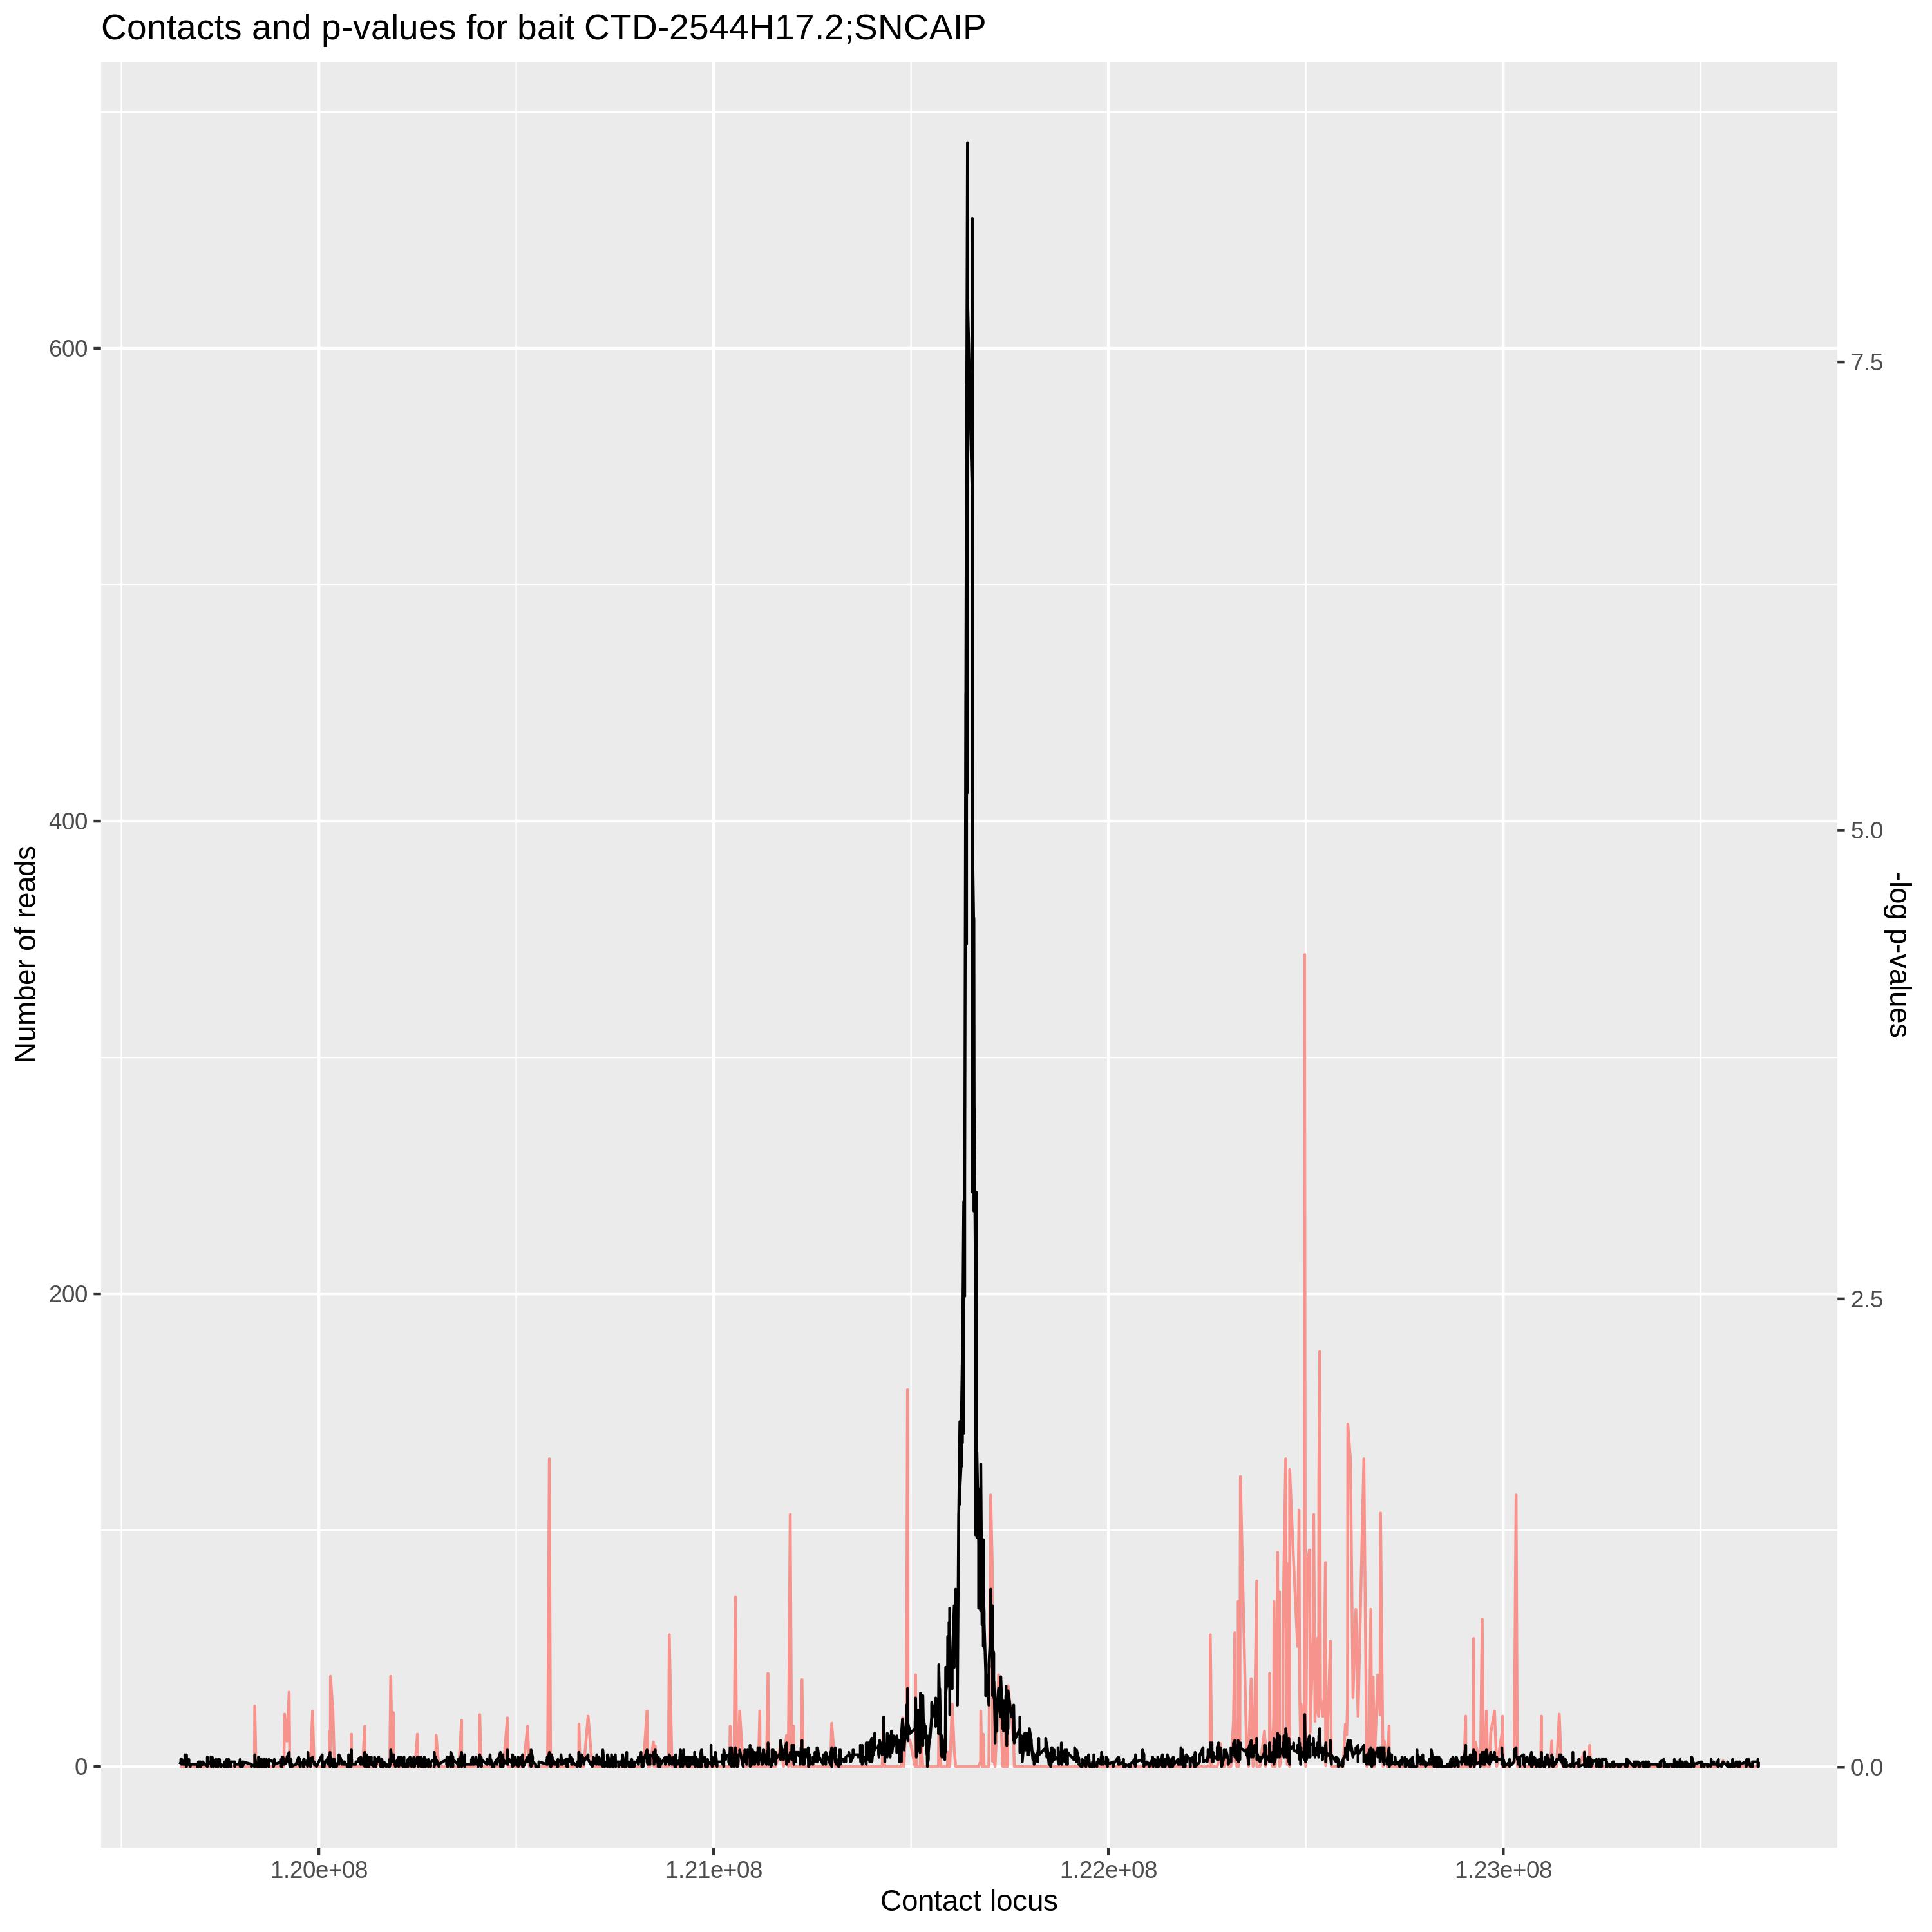 Contacts and p-values for bait CTD-2544H17.2;SNCAIP
600
400
200
0
Number of reads
7.5
5.0
2.5
0.0
-log p-values
1.20e+08 1.21e+08 1.22e+08 1.23e+08
Contact locus